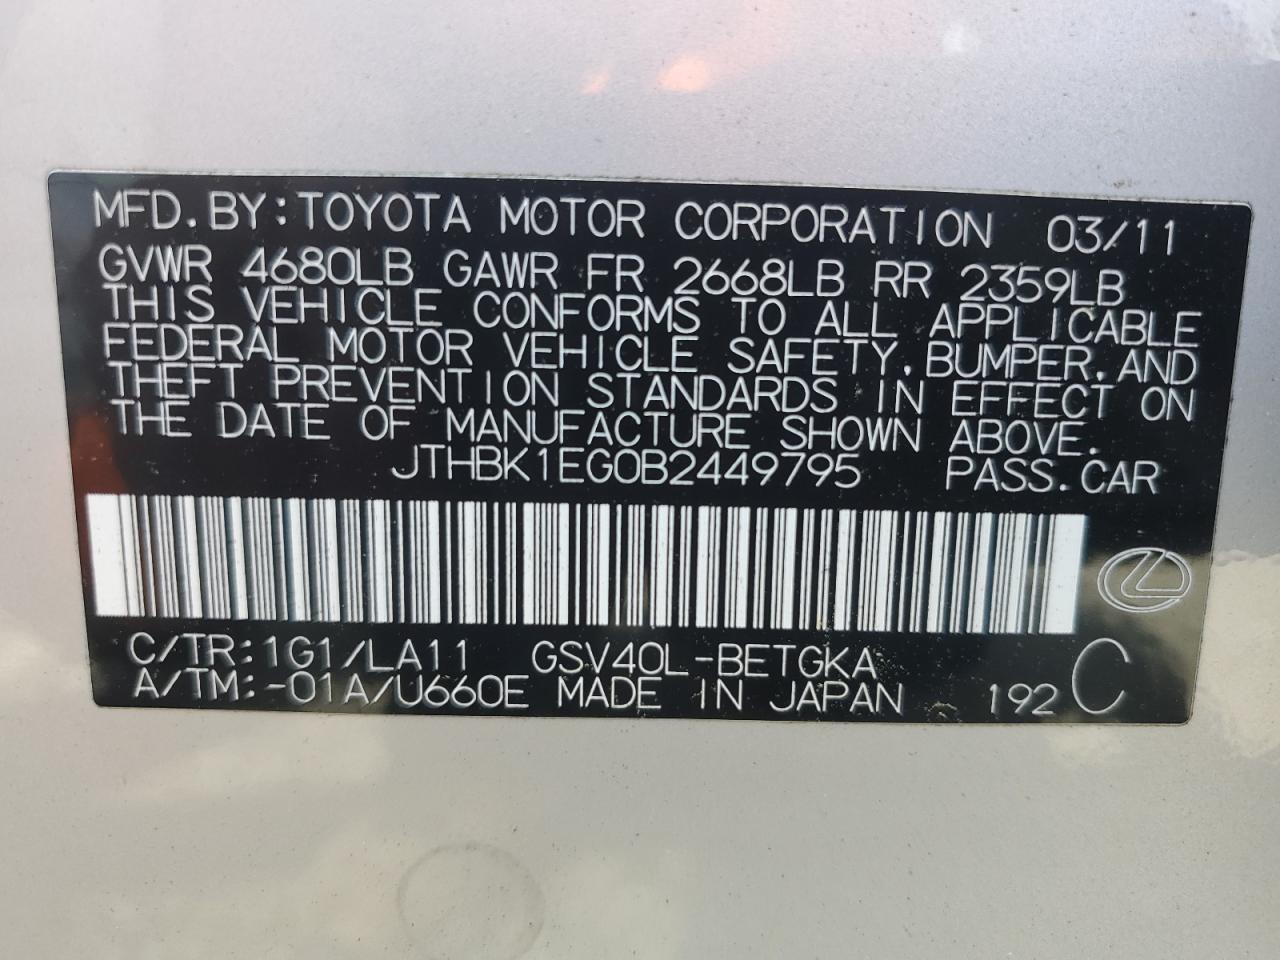 MFD.BY:TOYOTA MOTOR CORPORATION 03/11
GVWR 4680LB GAWR FR 2668LB RR 2359LB
THIS VEHICLE CONFORMS TO ALL APPLICABLE
FEDERAL MOTOR VEHICLE SAFETY,BUMPER,AND
THEFT PREVENTION STANDARDS IN EFFECT ON
THE DATE OF MANUFACTURE SHOWN ABOVE.
JTHBK1EG0B2449795 PASS.CAR
C/TR:1G1/LA11 GSV40L-BETGKA
A/TM:-01A/U660E MADE IN JAPAN 192 C